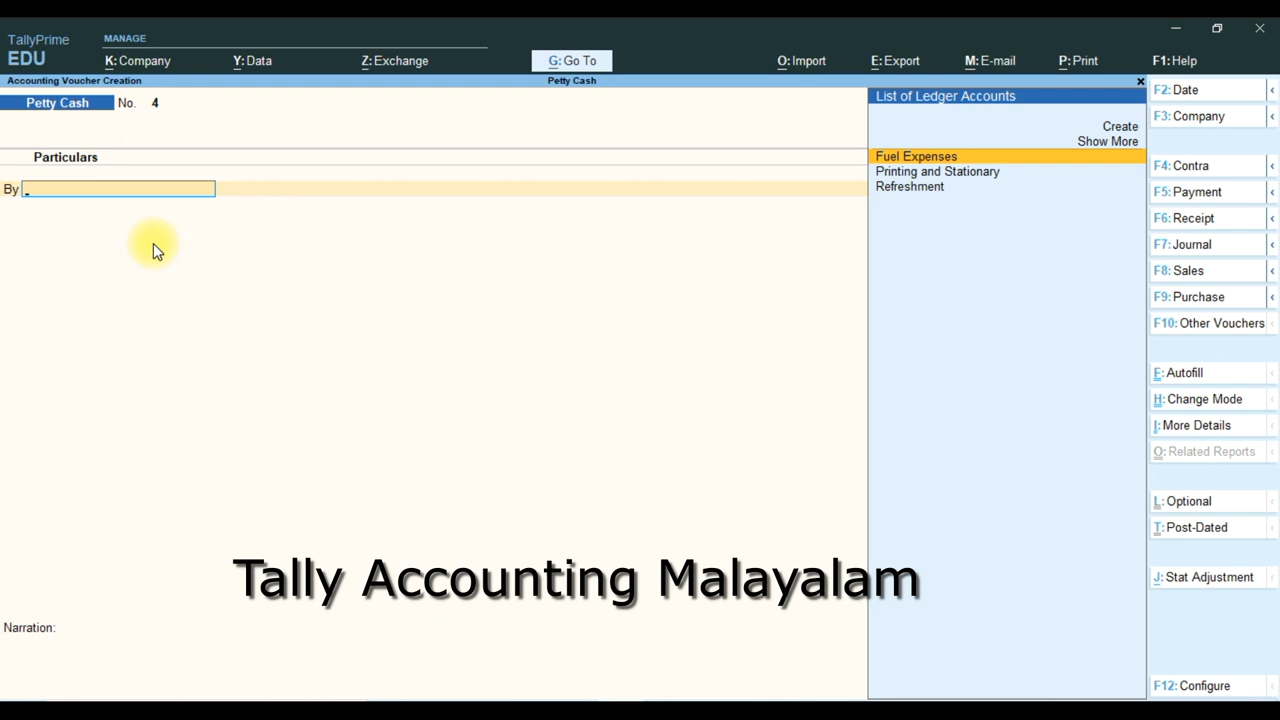 TallyPrime
EDU
MANAGE
K: Company
Y: Data
Z: Exchange
G: Go To
O: Import
E: Export
M: E-mail
P: Print
F1: Help
Accounting Voucher Creation
Petty Cash
Petty Cash No. 4
Particulars
By
Narration:
List of Ledger Accounts
Create
Show More
Fuel Expenses
Printing and Stationary
Refreshment
F2: Date
F3: Company
F4: Contra
F5: Payment
F6: Receipt
F7: Journal
F8: Sales
F9: Purchase
F10: Other Vouchers
F: Autofill
H: Change Mode
I: More Details
O: Related Reports
L: Optional
T: Post-Dated
J: Stat Adjustment
F12: Configure
Tally Accounting Malayalam